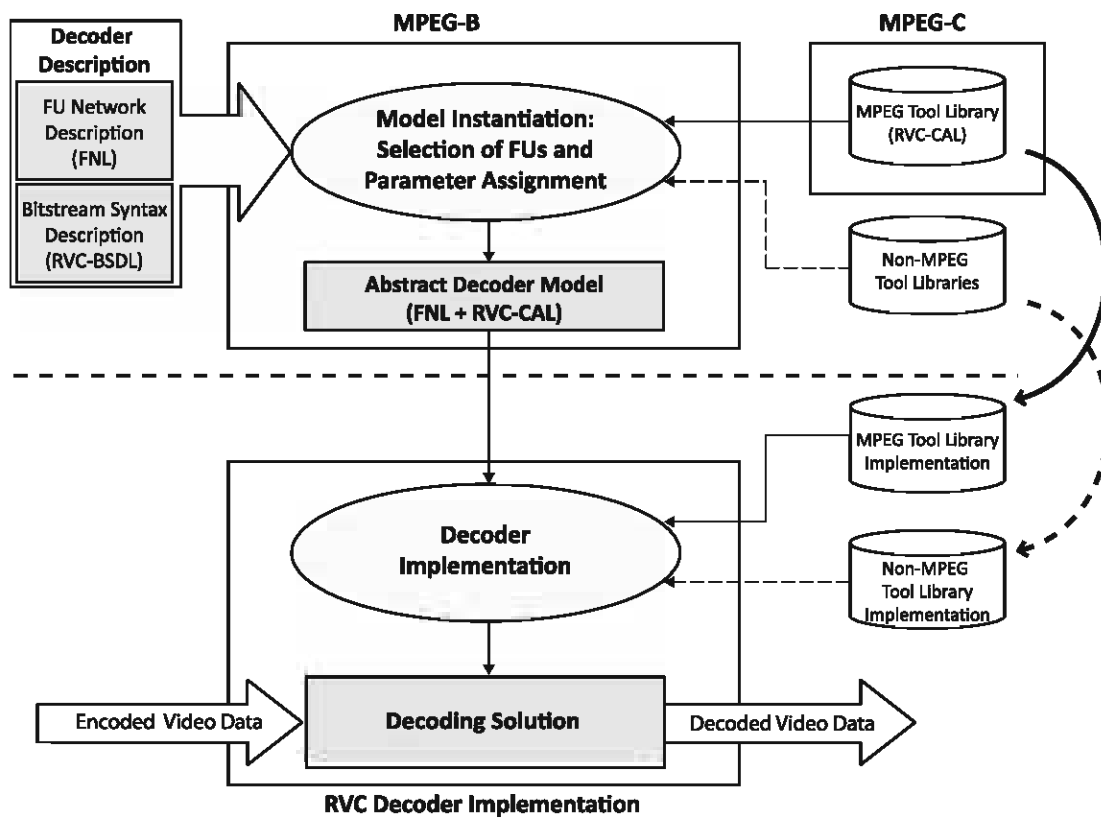 MPEG-B
MPEG-C
Decoder
Description
FU Network
Description
(FNL)
Bitstream Syntax
Description
(RVC-BSDL)
Model Instantiation:
Selection of FUs and
Parameter Assignment
Abstract Decoder Model
(FNL + RVC-CAL)
MPEG Tool Library
(RVC-CAL)
Non-MPEG
Tool Libraries
MPEG Tool Library
Implementation
Non-MPEG
Tool Library
Implementation
Decoder
Implementation
Encoded Video Data
Decoding Solution
Decoded Video Data
RVC Decoder Implementation